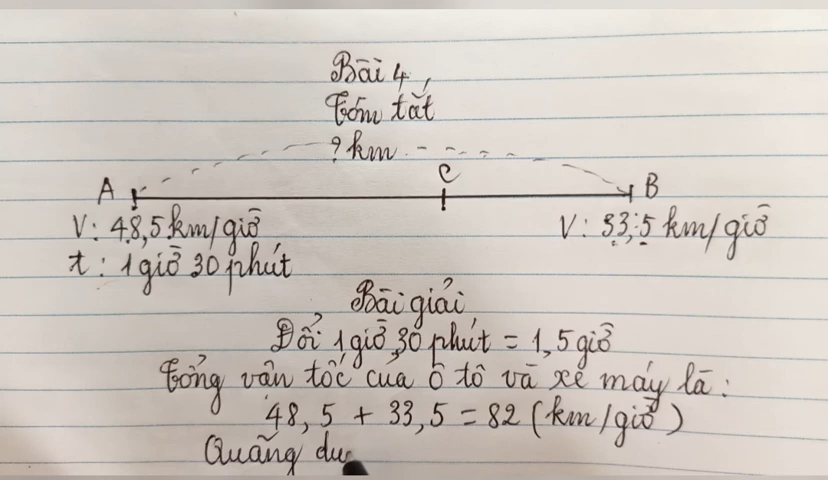 Bài 4,
Tóm tắt
? km
A C B
V: 48,5 km/giờ V: 33,5 km/giờ
t: 1 giờ 30 phút
Bài giải
Đổi 1 giờ 30 phút = 1,5 giờ
Tổng vận tốc của ô tô và xe máy là:
48,5 + 33,5 = 82 (km/giờ)
Quãng đư